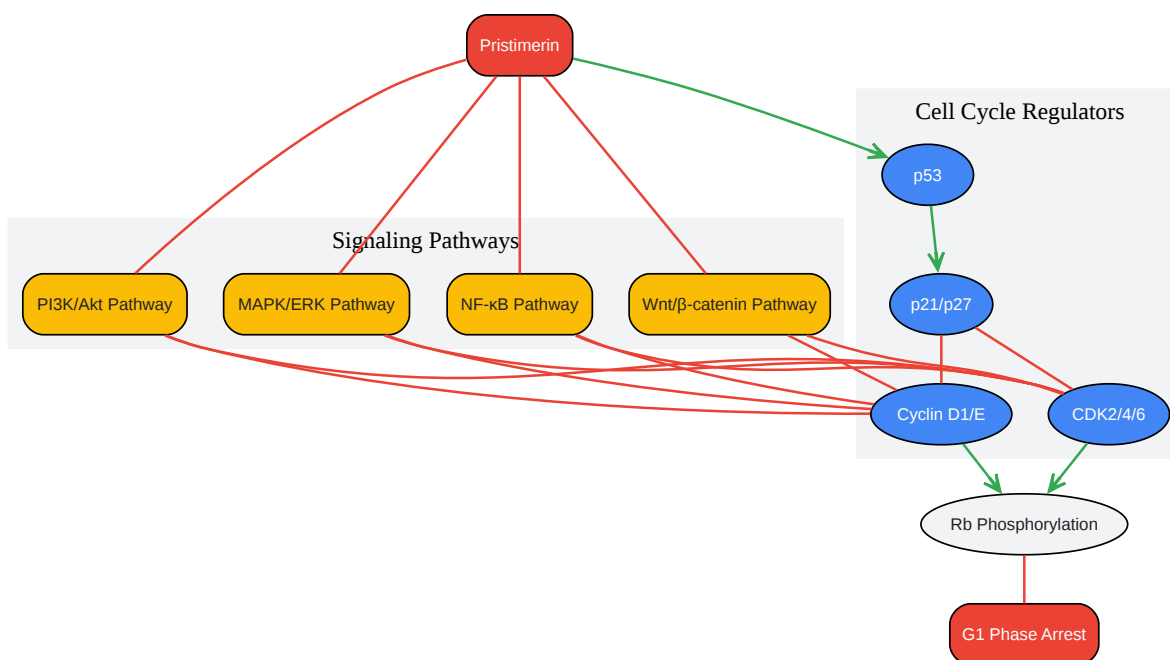 Pristimerin
Cell Cycle Regulators
p53
Signaling Pathways
PI3K/Akt Pathway
MAPK/ERK Pathway
NF-κB Pathway
Wnt/β-catenin Pathway
p21/p27
Cyclin D1/E
CDK2/4/6
Rb Phosphorylation
G1 Phase Arrest